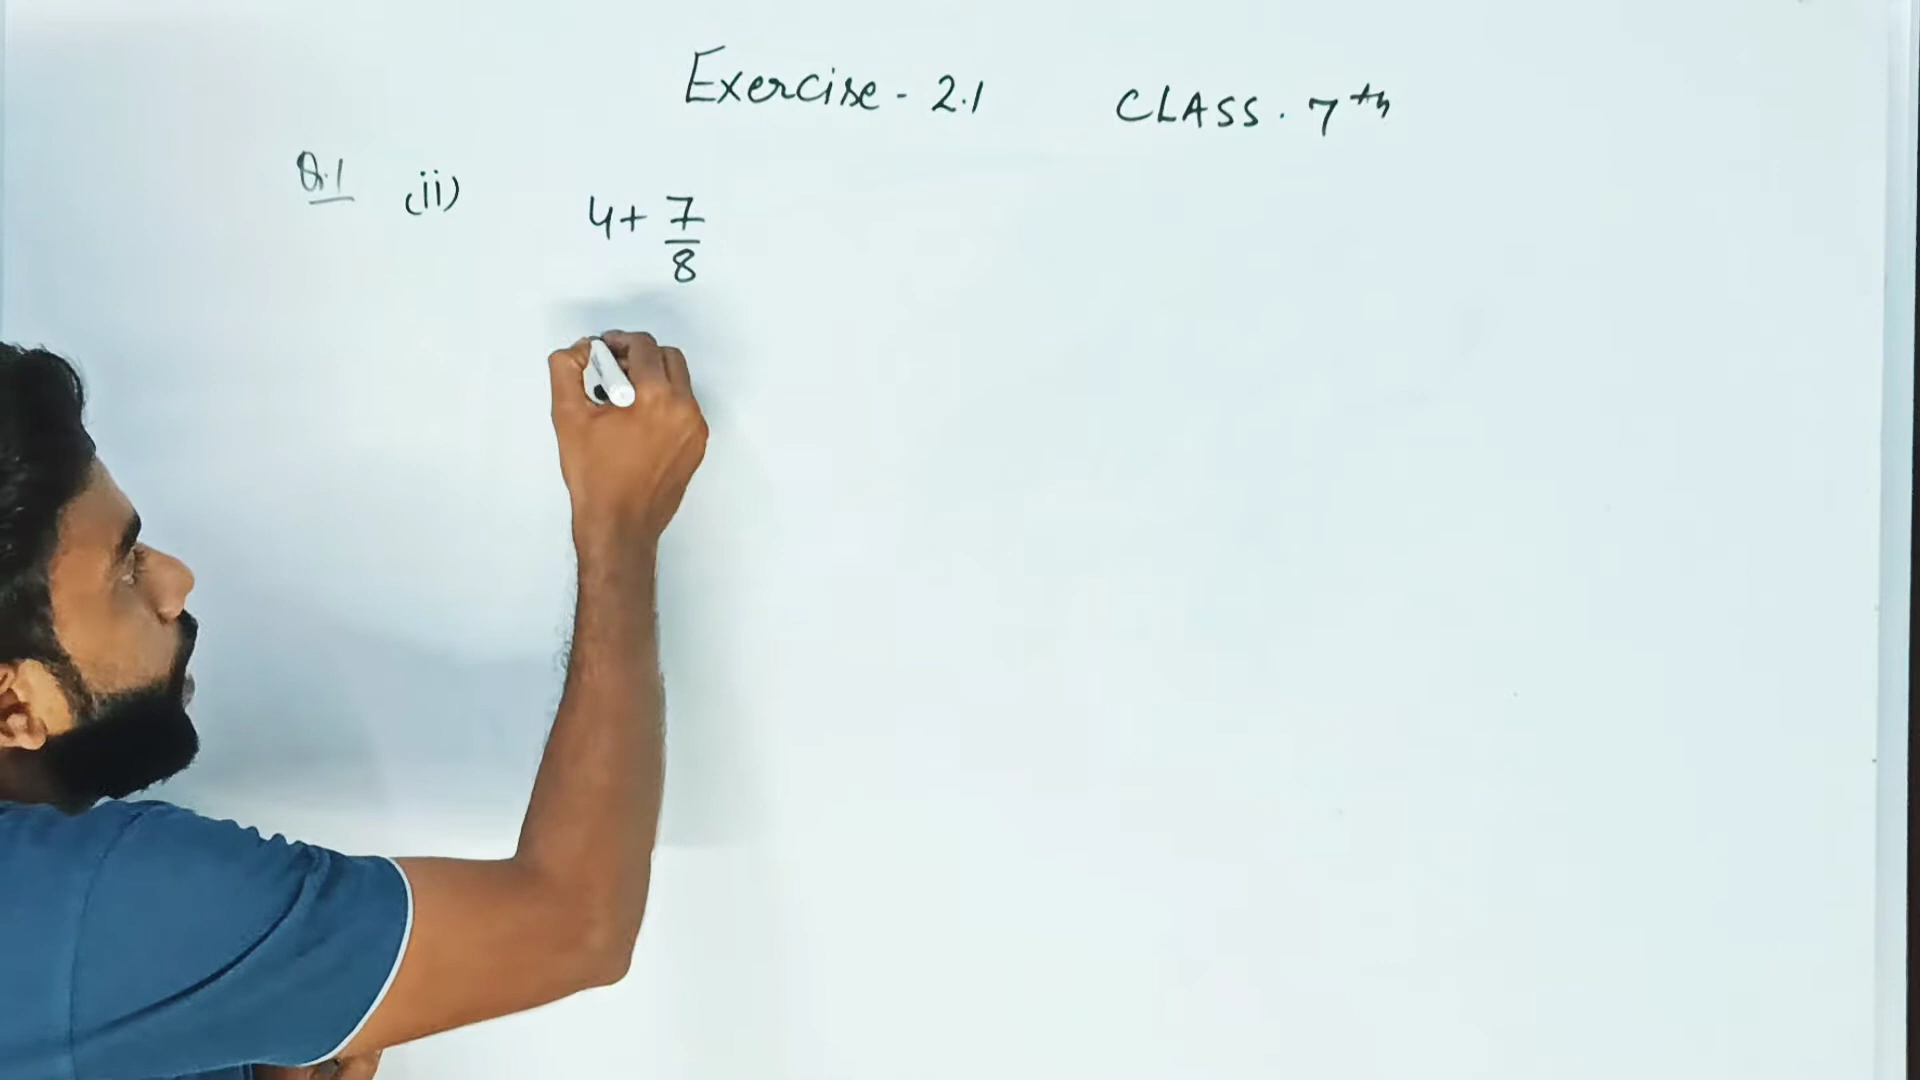 Exercise - 2.1 CLASS. 7th
Q.1 (ii) 4 + 7/8